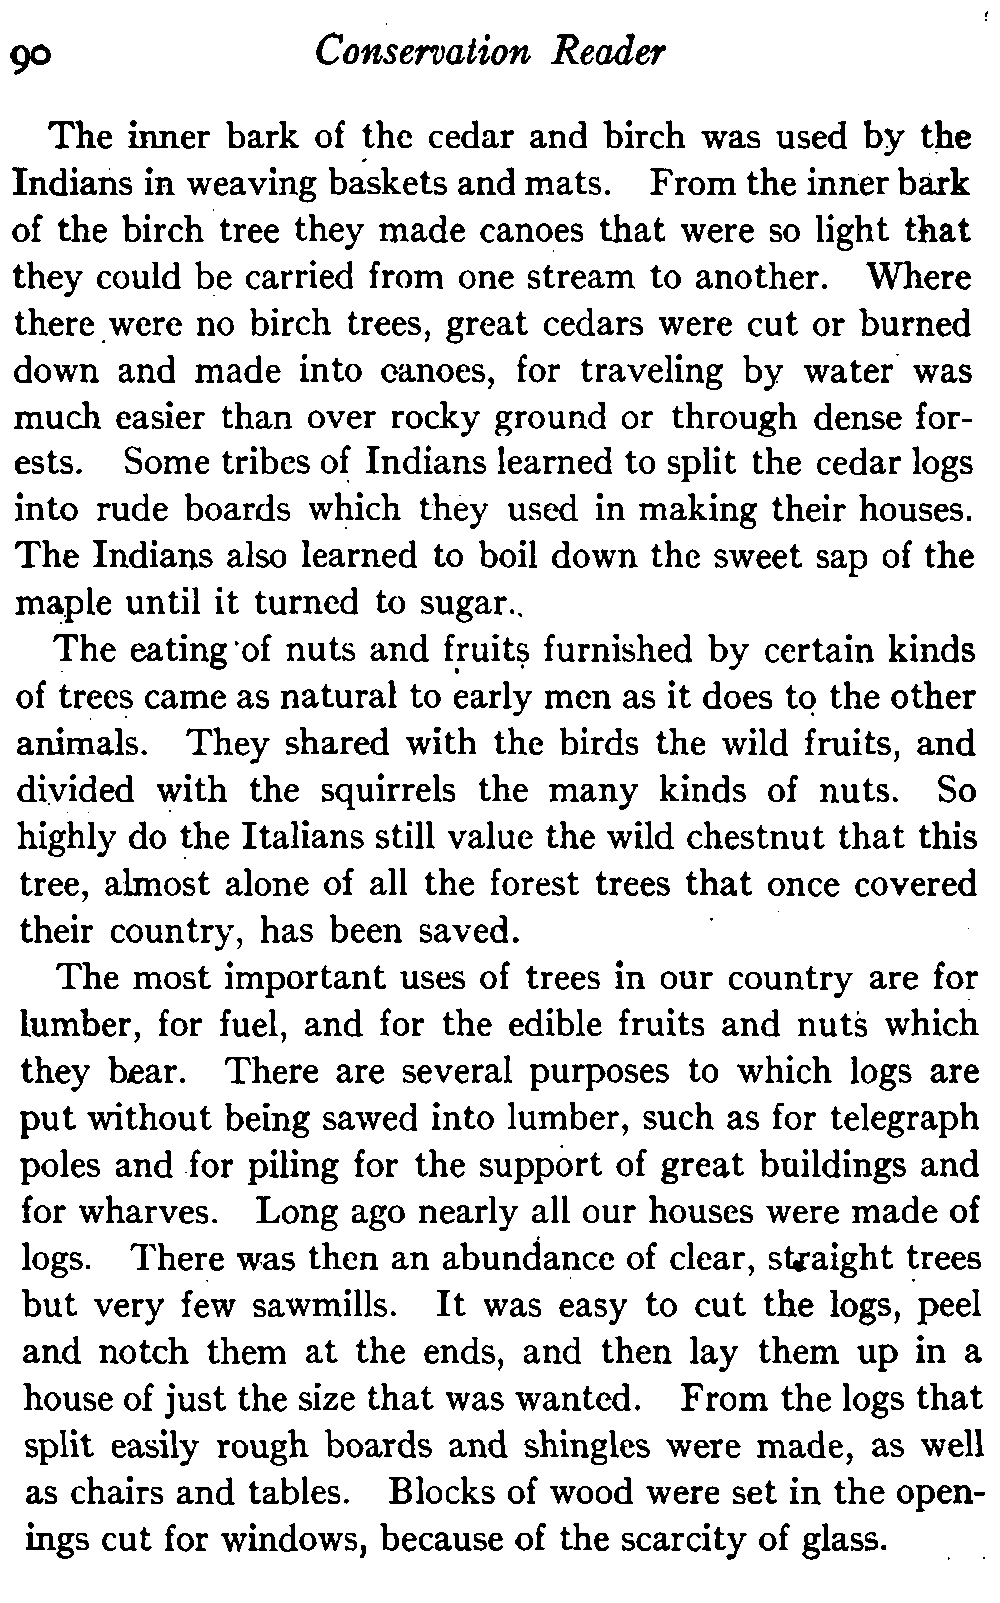 90 Conservation Reader
The inner bark of the cedar and birch was used by the
Indians in weaving baskets and mats. From the inner bark
of the birch tree they made canoes that were so light that
they could be carried from one stream to another. Where
there were no birch trees, great cedars were cut or burned
down and made into canoes, for traveling by water was
much easier than over rocky ground or through dense for-
ests. Some tribes of Indians learned to split the cedar logs
into rude boards which they used in making their houses.
The Indians also learned to boil down the sweet sap of the
maple until it turned to sugar.
The eating of nuts and fruits furnished by certain kinds
of trees came as natural to early men as it does to the other
animals. They shared with the birds the wild fruits, and
divided with the squirrels the many kinds of nuts. So
highly do the Italians still value the wild chestnut that this
tree, almost alone of all the forest trees that once covered
their country, has been saved.
The most important uses of trees in our country are for
lumber, for fuel, and for the edible fruits and nuts which
they bear. There are several purposes to which logs are
put without being sawed into lumber, such as for telegraph
poles and for piling for the support of great buildings and
for wharves. Long ago nearly all our houses were made of
logs. There was then an abundance of clear, straight trees
but very few sawmills. It was easy to cut the logs, peel
and notch them at the ends, and then lay them up in a
house of just the size that was wanted. From the logs that
split easily rough boards and shingles were made, as well
as chairs and tables. Blocks of wood were set in the open-
ings cut for windows, because of the scarcity of glass.